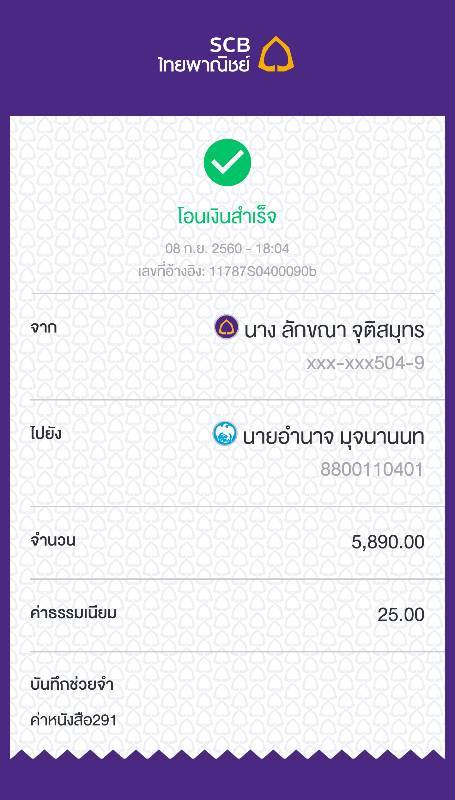 SCB
ไทยพาณิชย์
โอนเงินสำเร็จ
08 ก.ย. 2560 - 18:04
เลขที่อ้างอิง: 11787S0400090b
จาก
นาง ลักขณา จุติสมุทร
xxx-xxx504-9
ไปยัง
นายอำนาจ มุจนานนท
8800110401
จำนวน
5,890.00
ค่าธรรมเนียม
25.00
บันทึกช่วยจำ
ค่าหนังสือ291